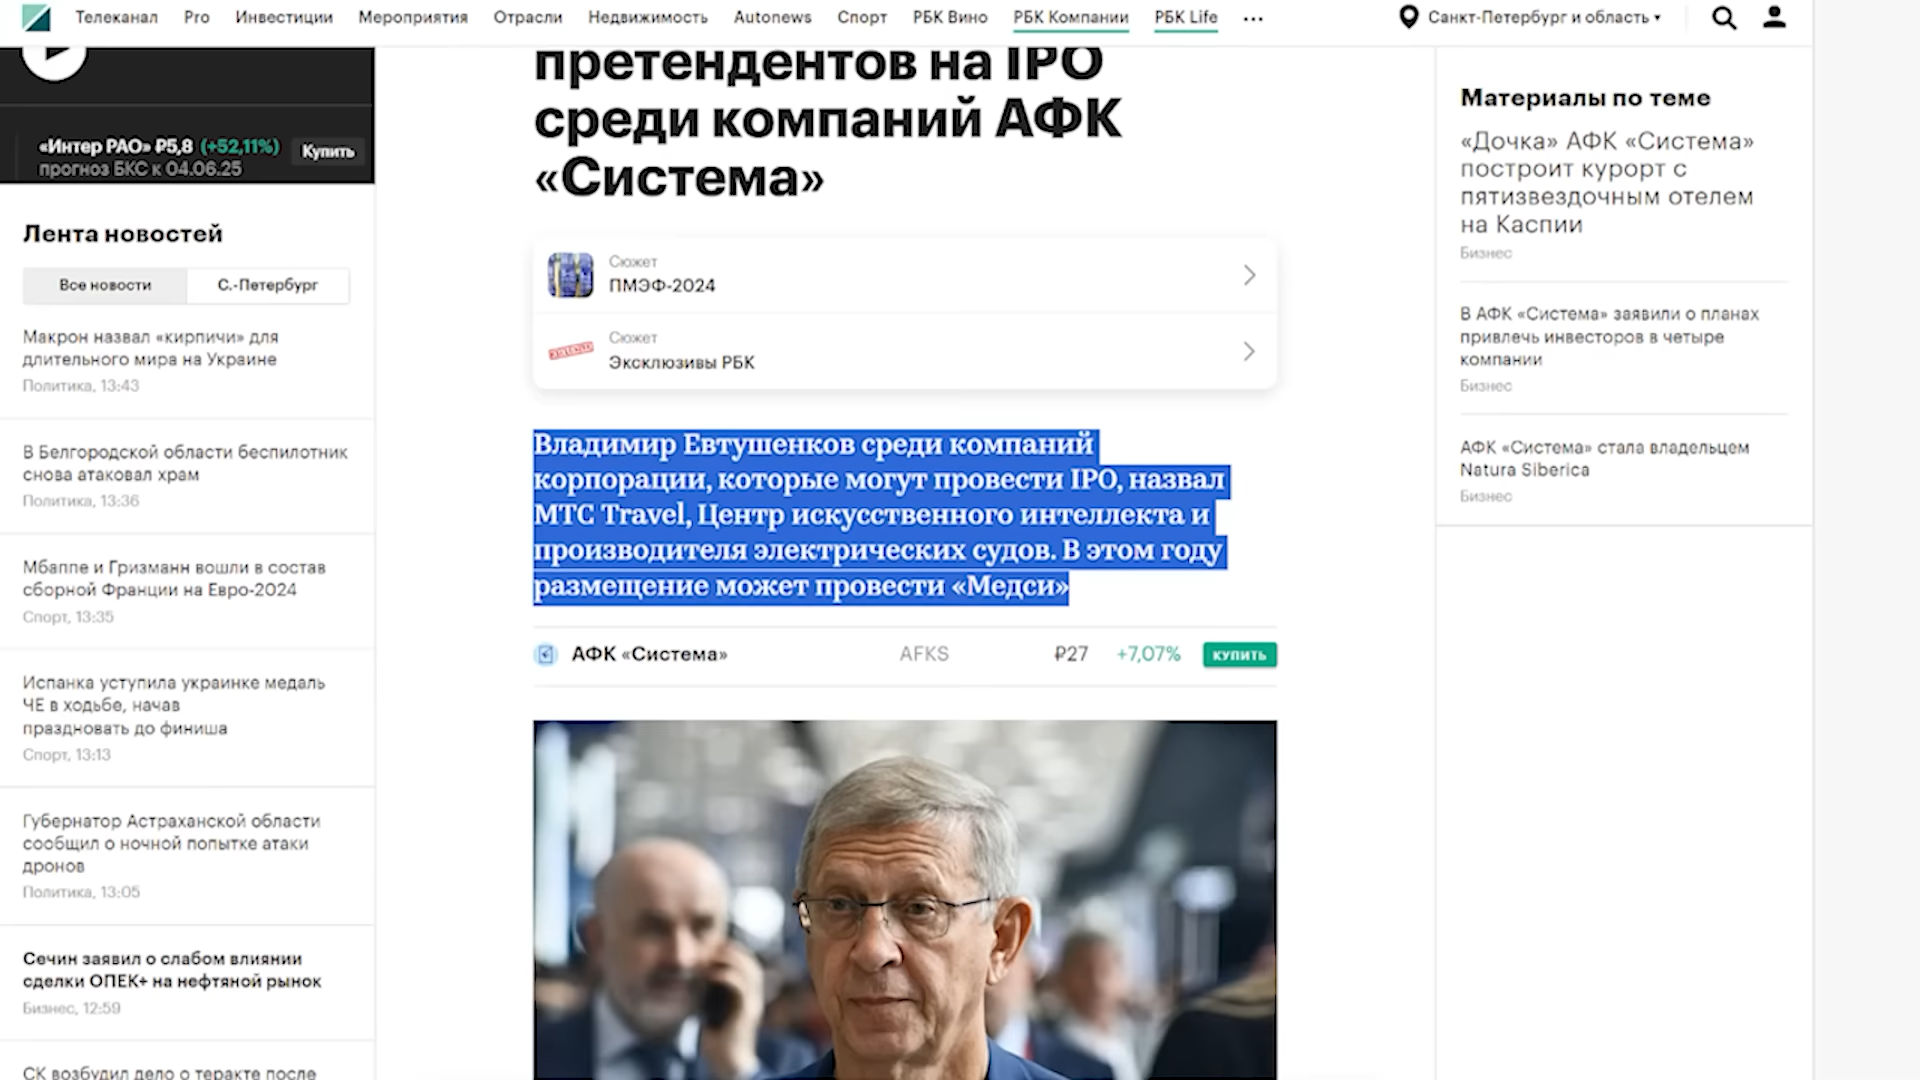 Телеканал Pro Инвестиции Мероприятия Отрасли Недвижимость Autonews Спорт РБК Вино РБК Компании РБК Life ... Санкт-Петербург и область
«Интер РАО» ₽5,8 (+52,11%) Купить
прогноз БКС к 04.06.25
Лента новостей
Все новости С.-Петербург
Макрон назвал «кирпичи» для
длительного мира на Украине
Политика, 13:43
В Белгородской области беспилотник
снова атаковал храм
Политика, 13:36
Мбаппе и Гризманн вошли в состав
сборной Франции на Евро-2024
Спорт, 13:35
Испанка уступила украинке медаль
ЧЕ в ходьбе, начав
праздновать до финиша
Спорт, 13:13
Губернатор Астраханской области
сообщил о ночной попытке атаки
дронов
Политика, 13:05
Сечин заявил о слабом влиянии
сделки ОПЕК+ на нефтяной рынок
Бизнес, 12:59
СК возбудил дело о теракте после
претендентов на IPO
среди компаний АФК
«Система»
Сюжет
ПМЭФ-2024
Сюжет
Эксклюзивы РБК
Владимир Евтушенков среди компаний
корпорации, которые могут провести IPO, назвал
МТС Travel, Центр искусственного интеллекта и
производителя электрических судов. В этом году
размещение может провести «Медси»
АФК «Система» AFKS ₽27 +7,07% КУПИТЬ
Материалы по теме
«Дочка» АФК «Система»
построит курорт с
пятизвездочным отелем
на Каспии
Бизнес
В АФК «Система» заявили о планах
привлечь инвесторов в четыре
компании
Бизнес
АФК «Система» стала владельцем
Natura Siberica
Бизнес